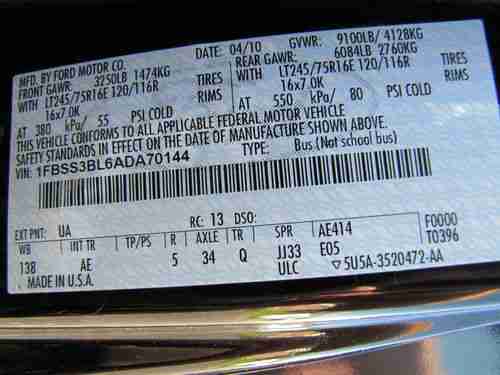 MFD. BY FORD MOTOR CO. DATE: 04/10 GVWR: 9100LB/ 4128KG
FRONT GAWR: 3250LB 1474KG REAR GAWR: 6084LB 2760KG
WITH LT245/75R16E 120/116R TIRES WITH LT245/75R16E 120/116R TIRES
16x7.0K RIMS 16x7.0K RIMS
AT 380 kPa/ 55 PSI COLD AT 550 kPa/ 80 PSI COLD
THIS VEHICLE CONFORMS TO ALL APPLICABLE FEDERAL MOTOR VEHICLE
SAFETY STANDARDS IN EFFECT ON THE DATE OF MANUFACTURE SHOWN ABOVE.
VIN: 1FBSS3BL6ADA70144 TYPE: Bus (Not school bus)
EXT PNT: UA RC: 13 DSO:
WB INT TR TP/PS R AXLE TR SPR AE414 F0000
138 AE 5 34 Q JJ33 E05 T0396
MADE IN U.S.A. ULC ▽5U5A-3520472-AA